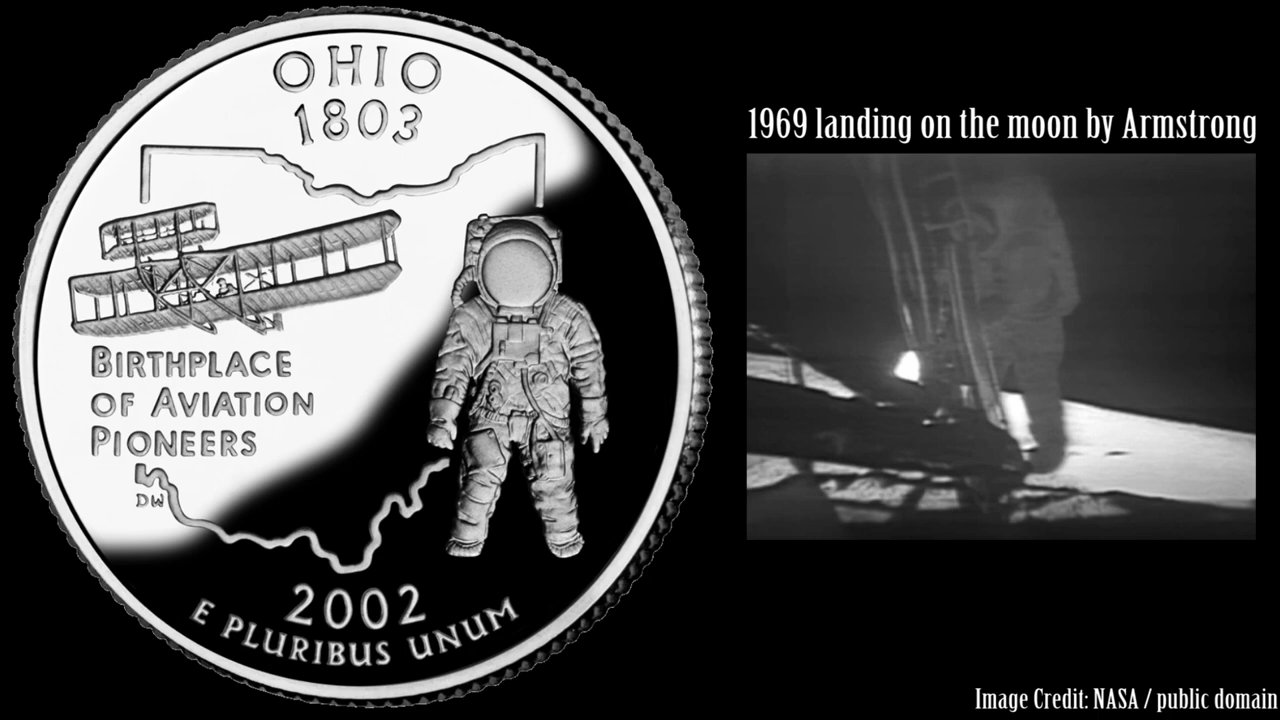 OHIO
1803
BIRTHPLACE
OF AVIATION
PIONEERS
DW
2002
E PLURIBUS UNUM
1969 landing on the moon by Armstrong
Image Credit: NASA / public domain